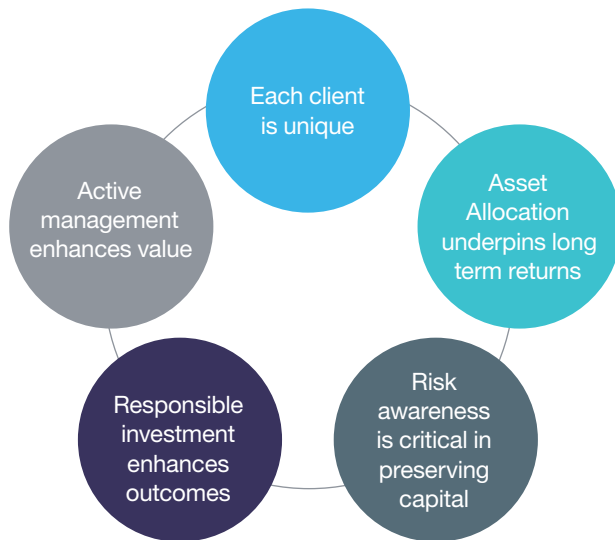 Each client
is unique
Asset
Allocation
underpins long
term returns
Risk
awareness
is critical in
preserving
capital
Responsible
investment
enhances
outcomes
Active
management
enhances value